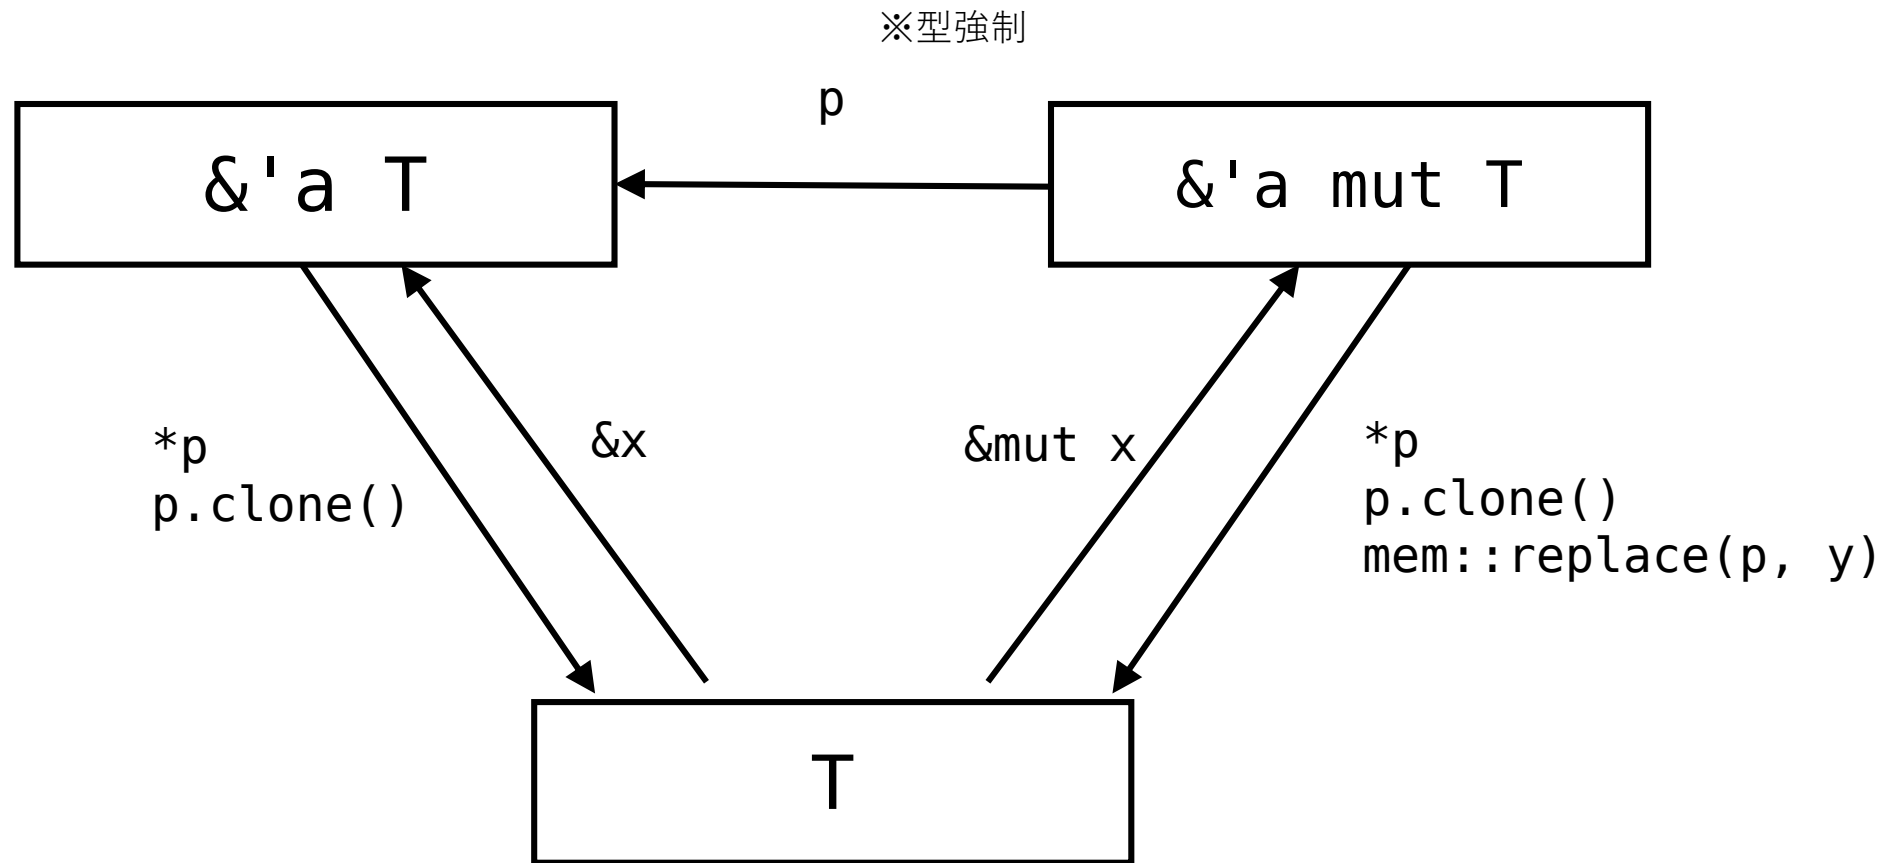 ※型強制
p
&'a T
&'a mut T
*p
p.clone()
&x
&mut x
*p
p.clone()
mem::replace(p, y)
T